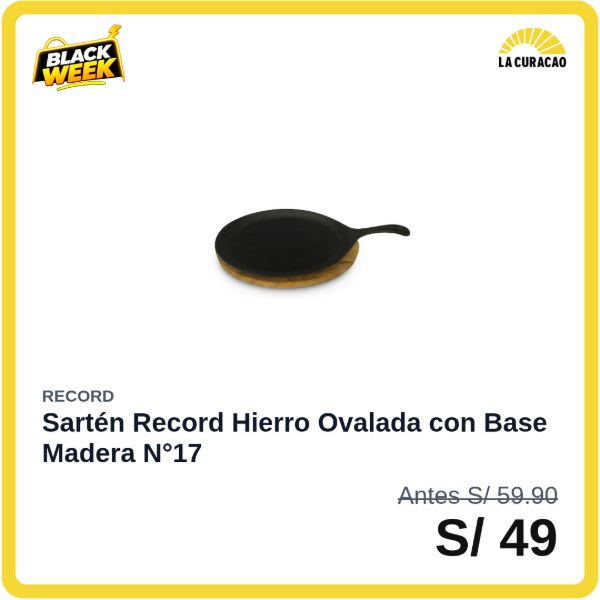 BLACK
WEEK
LA CURACAO
RECORD
Sartén Record Hierro Ovalada con Base
Madera N°17
Antes S/ 59.90
S/ 49